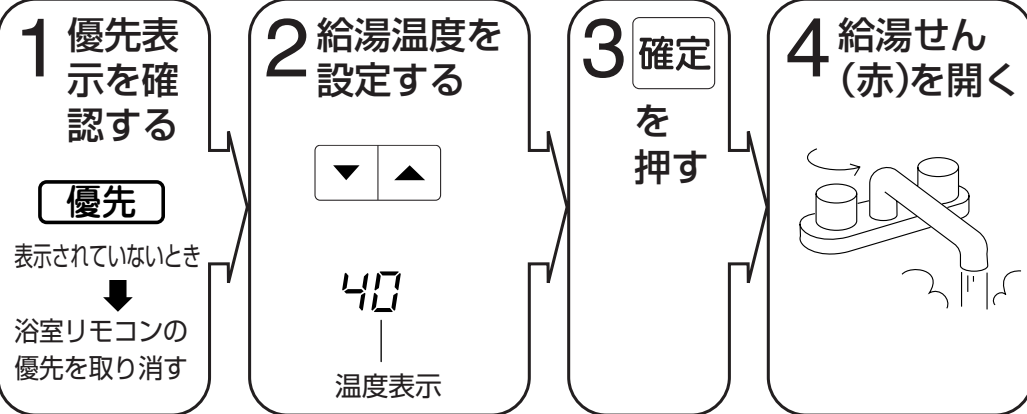 1 優先表
示を確
認する
優先
表示されていないとき
浴室リモコンの
優先を取り消す
2 給湯温度を
設定する
▼ ▲
40
温度表示
3 確定
を
押す
4 給湯せん
(赤)を開く